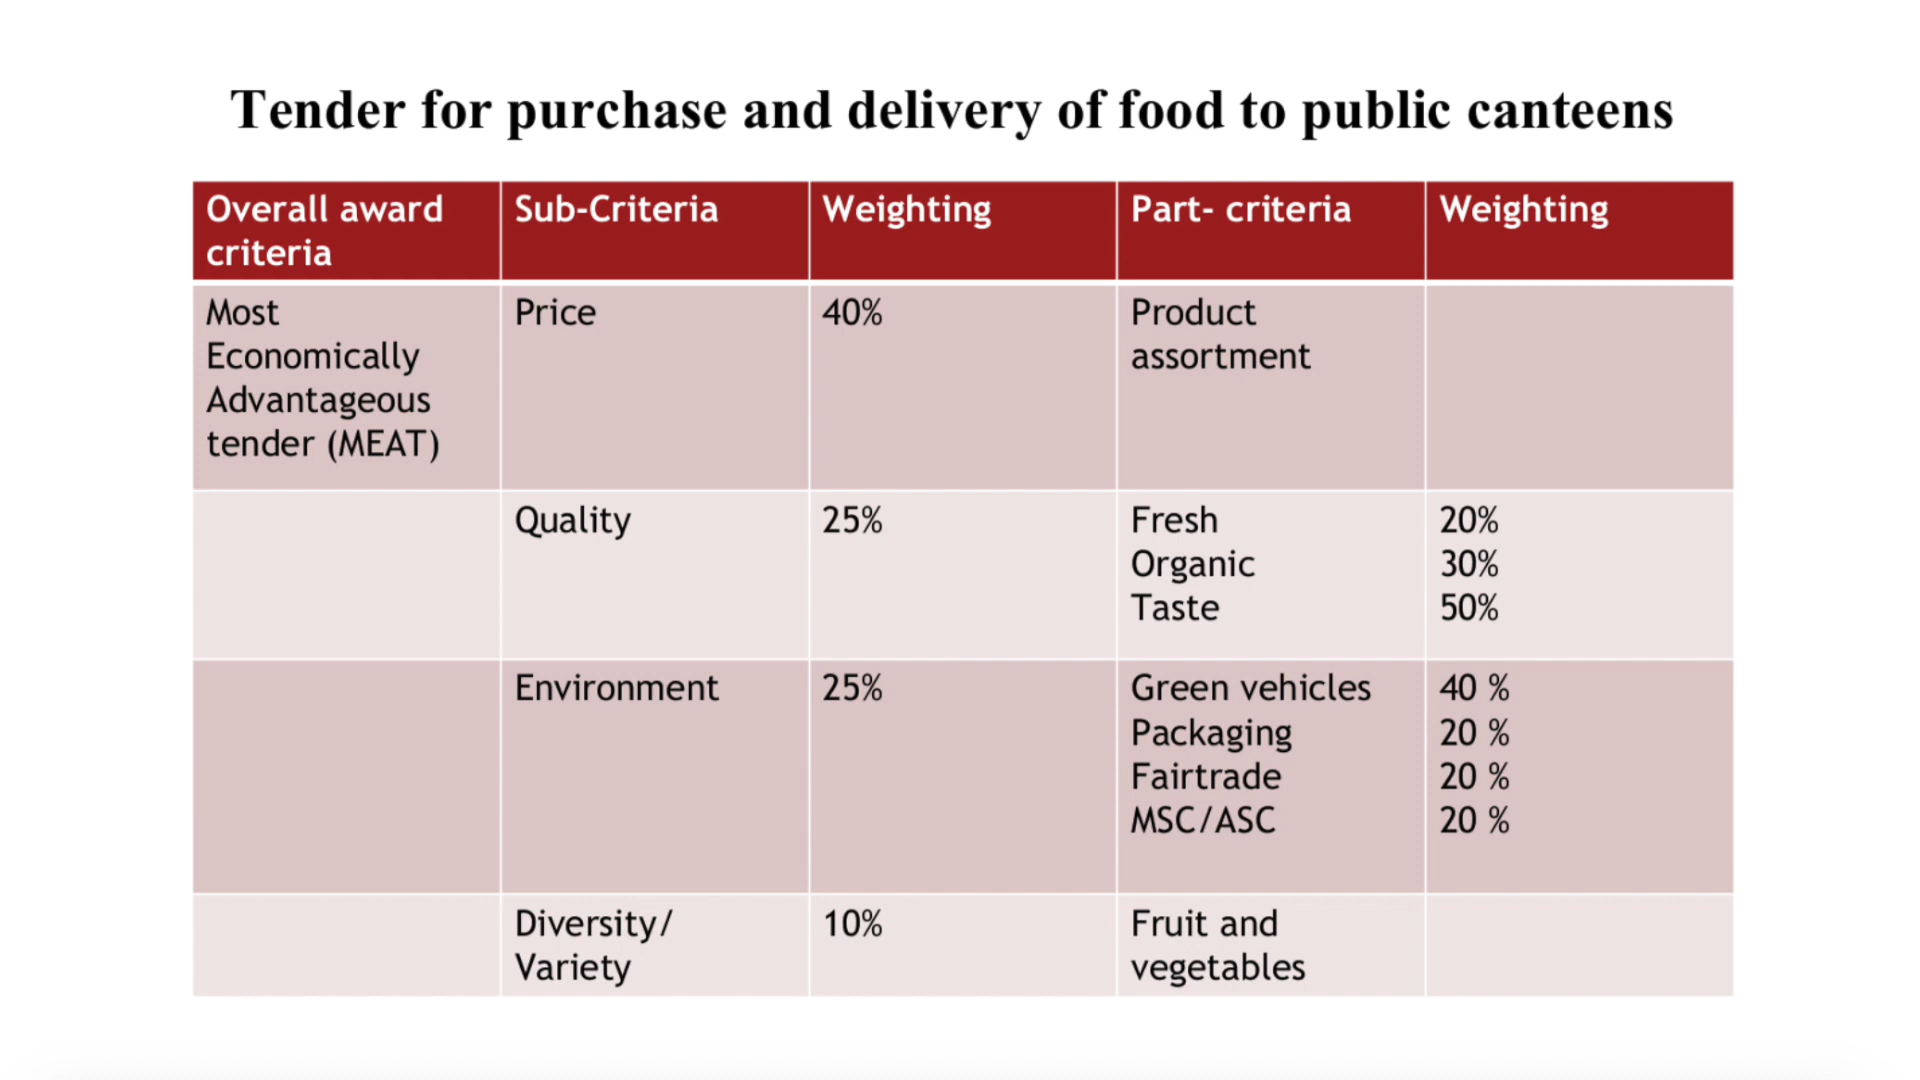 Tender for purchase and delivery of food to public canteens
Overall award
criteria
Sub-Criteria
Weighting
Part- criteria
Weighting
Most
Economically
Advantageous
tender (MEAT)
Price
40%
Product
assortment
Quality
25%
Fresh
Organic
Taste
20%
30%
50%
Environment
25%
Green vehicles
Packaging
Fairtrade
MSC/ASC
40 %
20 %
20 %
20 %
Diversity/
Variety
10%
Fruit and
vegetables